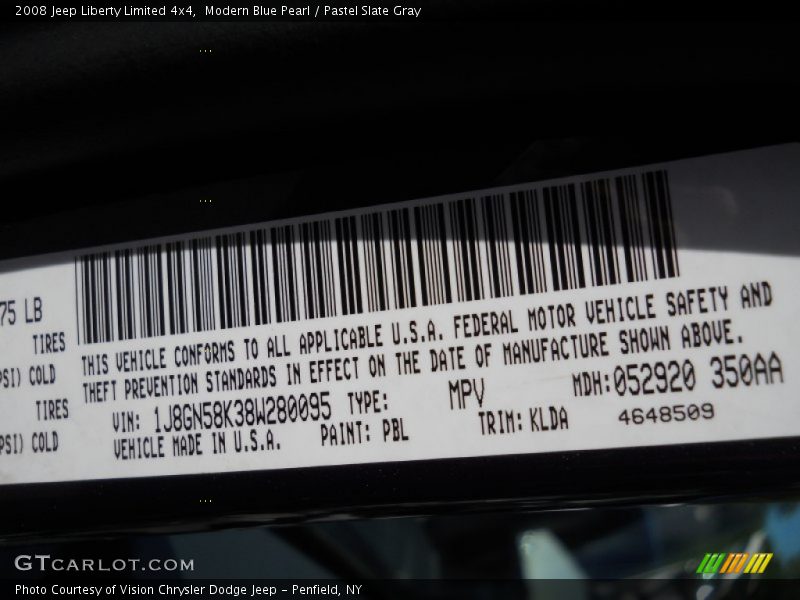 2008 Jeep Liberty Limited 4x4,  Modern Blue Pearl / Pastel Slate Gray
75 LB
TIRES
PSI) COLD
TIRES
PSI) COLD
THIS VEHICLE CONFORMS TO ALL APPLICABLE U.S.A. FEDERAL MOTOR VEHICLE SAFETY AND
THEFT PREVENTION STANDARDS IN EFFECT ON THE DATE OF MANUFACTURE SHOWN ABOVE.
VIN: 1J8GN58K38W280095 TYPE: MPV MDH:052920 350AA
VEHICLE MADE IN U.S.A. PAINT: PBL TRIM: KLDA 4648509
GTCARLOT.COM
Photo Courtesy of Vision Chrysler Dodge Jeep - Penfield, NY